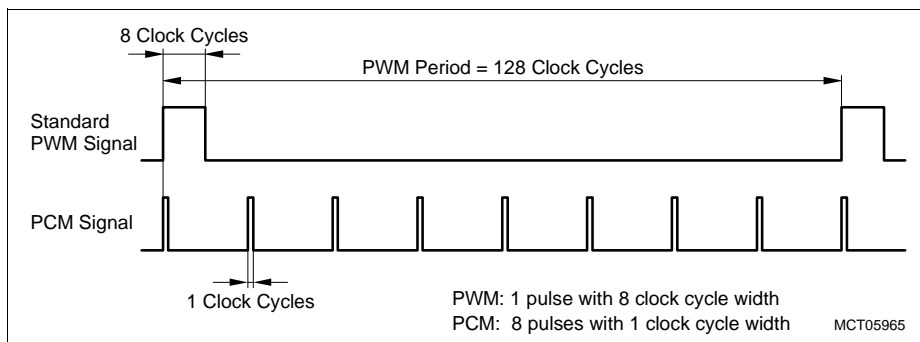 8 Clock Cycles
PWM Period = 128 Clock Cycles
Standard
PWM Signal
PCM Signal
1 Clock Cycles
PWM: 1 pulse with 8 clock cycle width
PCM: 8 pulses with 1 clock cycle width
MCT05965